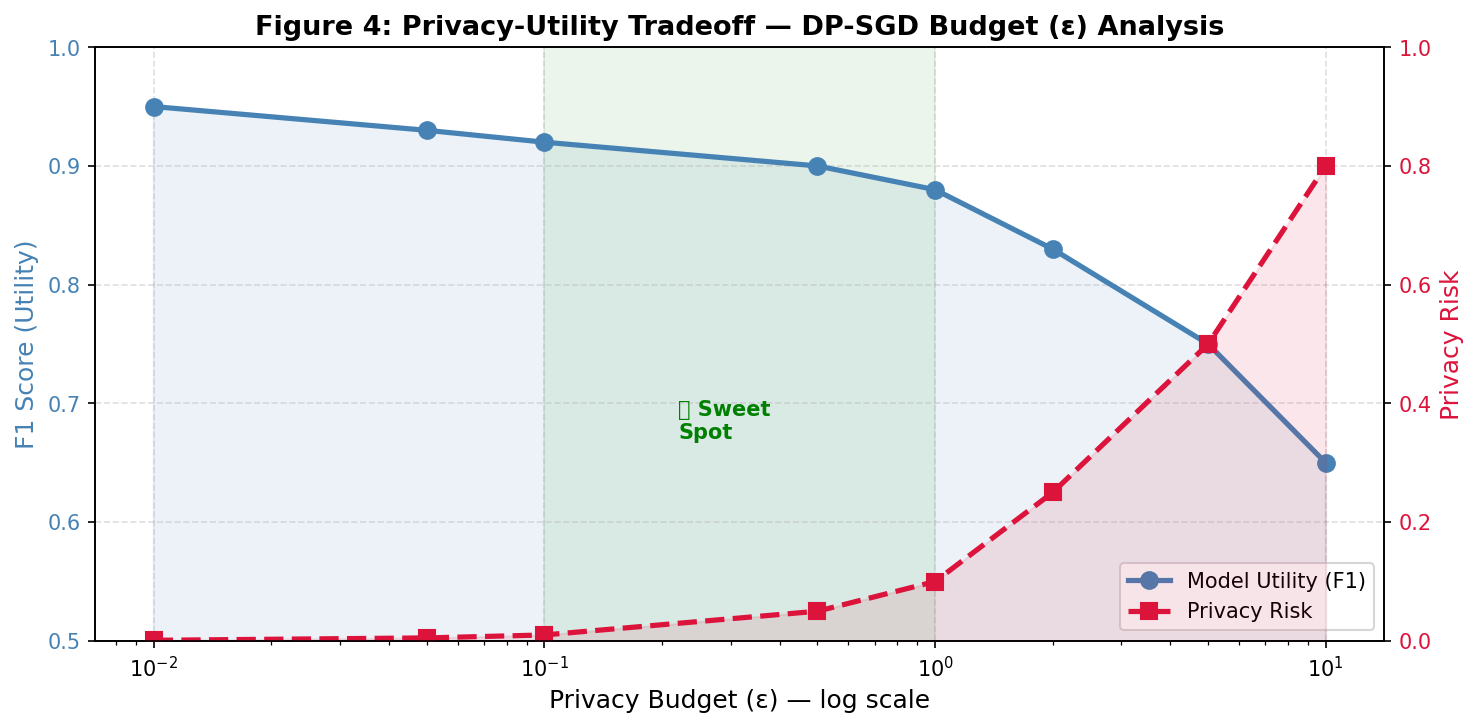 Figure 4: Privacy-Utility Tradeoff — DP-SGD Budget (ε) Analysis
1.0
0.9
0.8
0.7
0.6
0.5
F1 Score (Utility)
1.0
0.8
0.6
0.4
0.2
0.0
Privacy Risk
Sweet
Spot
Model Utility (F1)
Privacy Risk
10⁻²
10⁻¹
10⁰
10¹
Privacy Budget (ε) — log scale